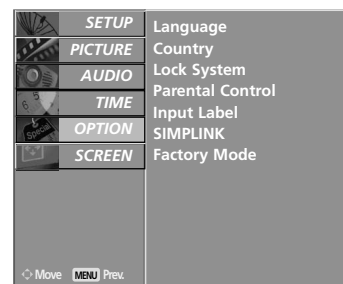 SETUP
PICTURE
AUDIO
TIME
OPTION
SCREEN
Language
Country
Lock System
Parental Control
Input Label
SIMPLINK
Factory Mode
Move MENU Prev.